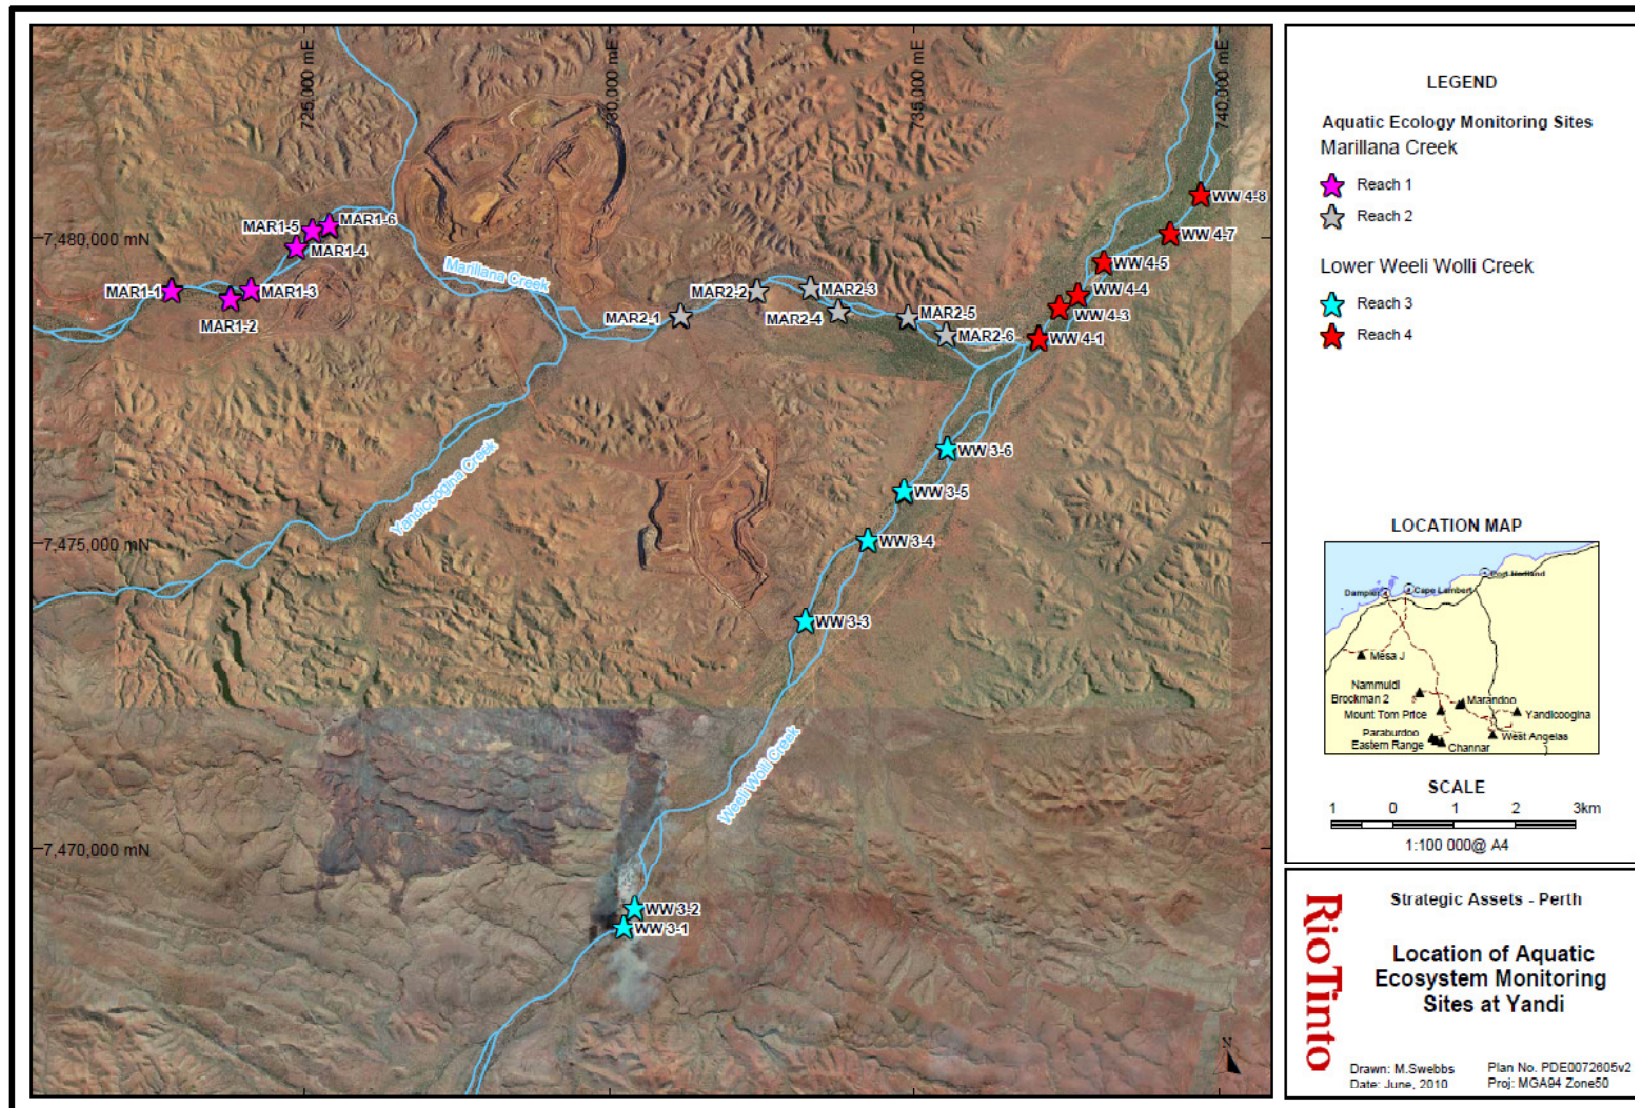 725,000 mE
730,000 mE
735,000 mE
740,000 mE
7,480,000 mN
7,475,000 mN
7,470,000 mN
MAR1-1
MAR1-2
MAR1-3
MAR1-4
MAR1-5
MAR1-6
Marillana Creek
MAR2-1
MAR2-2
MAR2-3
MAR2-4
MAR2-5
MAR2-6
WW 4-8
WW 4-7
WW 4-5
WW 4-4
WW 4-3
WW 4-1
Yandicoogina Creek
WW 3-6
WW 3-5
WW 3-4
WW 3-3
Weeli Wolli Creek
WW 3-2
WW 3-1
N
LEGEND
Aquatic Ecology Monitoring Sites
Marillana Creek
Reach 1
Reach 2
Lower Weeli Wolli Creek
Reach 3
Reach 4
LOCATION MAP
Port Hedland
Dampier
Cape Lambert
Mesa J
Nammuldi
Brockman 2
Marandoo
Mount Tom Price
Yandicoogina
Paraburdoo
West Angelas
Eastern Range
Channar
SCALE
1 0 1 2 3km
1:100 000@ A4
RioTinto
Strategic Assets - Perth
Location of Aquatic
Ecosystem Monitoring
Sites at Yandi
Drawn: M.Swebbs
Plan No. PDE0072605v2
Date: June, 2010
Proj: MGA94 Zone50